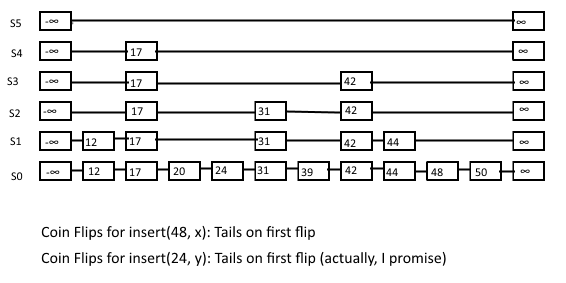 S5 -∞ ∞
S4 -∞ 17 ∞
S3 -∞ 17 42 ∞
S2 -∞ 17 31 42 ∞
S1 -∞ 12 17 31 42 44 ∞
S0 -∞ 12 17 20 24 31 39 42 44 48 50 ∞
Coin Flips for insert(48, x): Tails on first flip
Coin Flips for insert(24, y): Tails on first flip (actually, I promise)